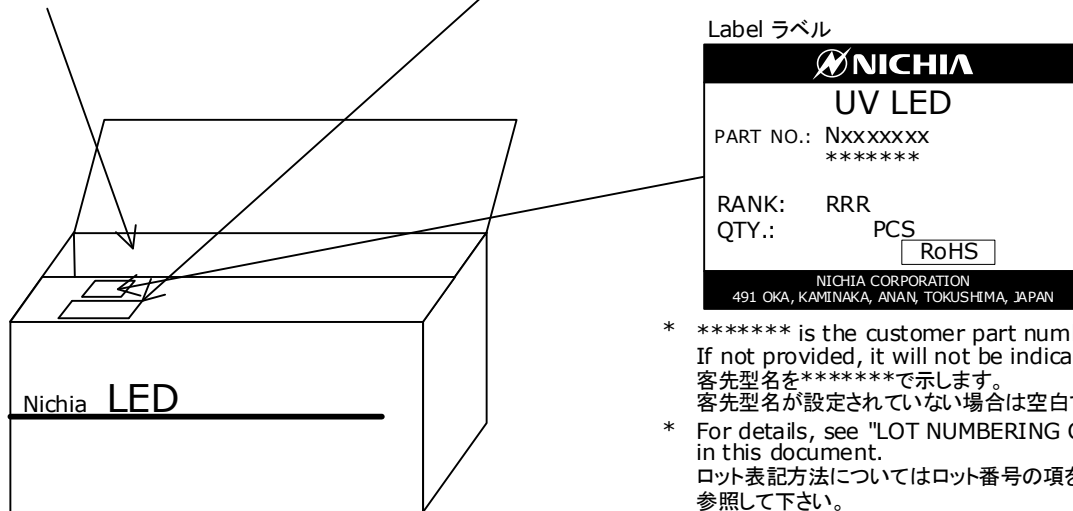 Label ラベル
NICHIA
UV LED
PART NO.: Nxxxxxxx
*******
RANK: RRR
QTY.: PCS
RoHS
NICHIA CORPORATION
491 OKA, KAMINAKA, ANAN, TOKUSHIMA, JAPAN
Nichia LED
* ******* is the customer part num
If not provided, it will not be indica
客先型名を*******で示します。
客先型名が設定されていない場合は空白
* For details, see "LOT NUMBERING
in this document.
ロット表記方法についてはロット番号の項を
参照して下さい。